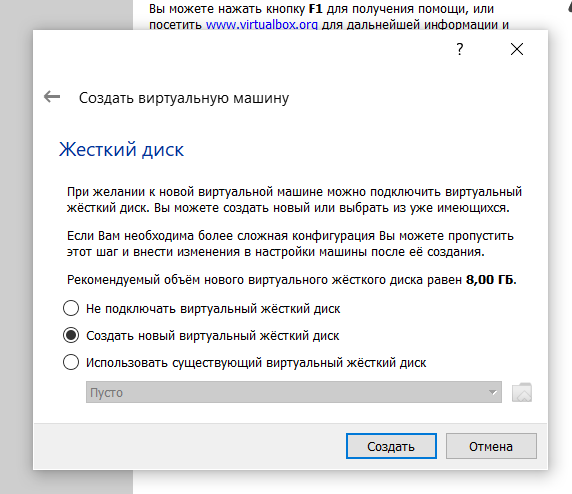 Вы можете нажать кнопку F1 для получения помощи, или
посетить www.virtualbox.org для дальнейшей информации и
?
Создать виртуальную машину
Жесткий диск
При желании к новой виртуальной машине можно подключить виртуальный
жёсткий диск. Вы можете создать новый или выбрать из уже имеющихся.
Если Вам необходима более сложная конфигурация Вы можете пропустить
этот шаг и внести изменения в настройки машины после её создания.
Рекомендуемый объём нового виртуального жёсткого диска равен 8,00 ГБ.
Не подключать виртуальный жёсткий диск
Создать новый виртуальный жёсткий диск
Использовать существующий виртуальный жёсткий диск
Пусто
Создать
Отмена